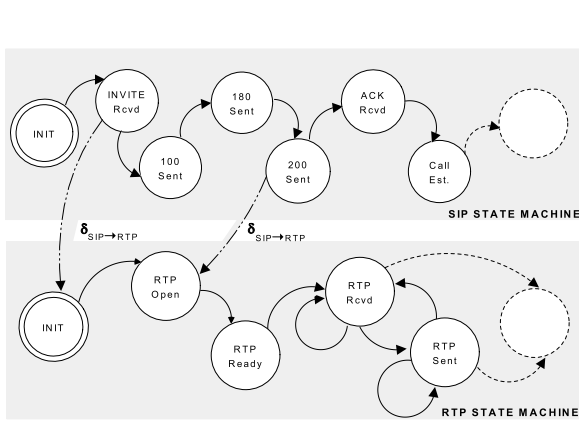 INIT
INVITE
Rcvd
100
Sent
180
Sent
200
Sent
ACK
Rcvd
Call
Est.
SIP STATE MACHINE
δSIP→RTP
δSIP→RTP
INIT
RTP
Open
RTP
Ready
RTP
Rcvd
RTP
Sent
RTP STATE MACHINE